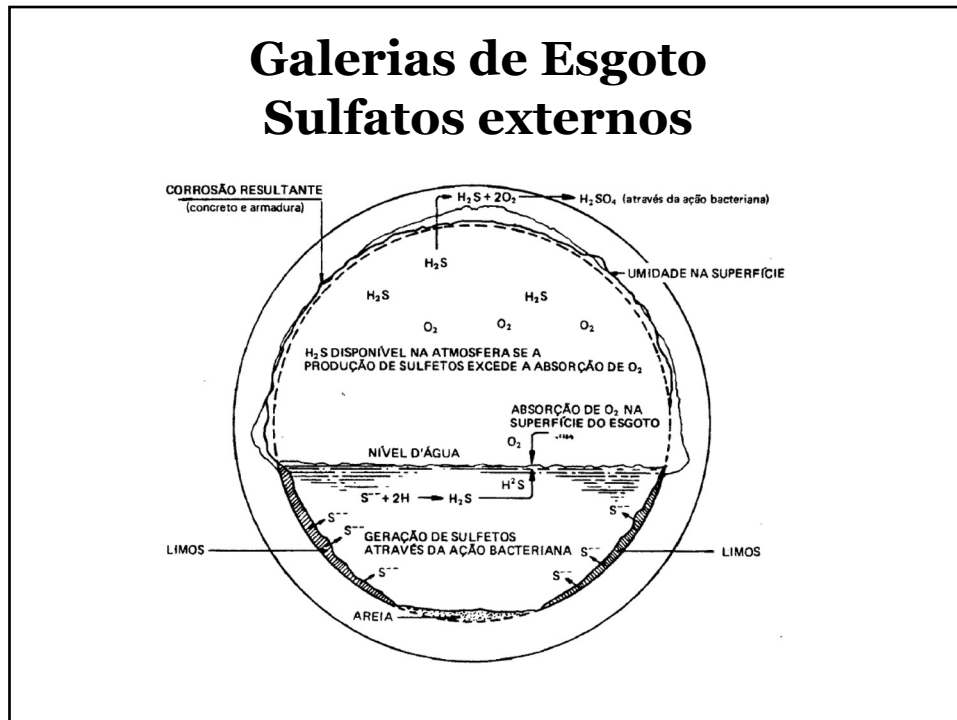 Galerias de Esgoto
Sulfatos externos
CORROSÃO RESULTANTE
(concreto e armadura)
H₂S + 2O₂ → H₂SO₄ (através da ação bacteriana)
H₂S
UMIDADE NA SUPERFÍCIE
H₂S H₂S
O₂ O₂ O₂
H₂S DISPONÍVEL NA ATMOSFERA SE A
PRODUÇÃO DE SULFETOS EXCEDE A ABSORÇÃO DE O₂
ABSORÇÃO DE O₂ NA
SUPERFÍCIE DO ESGOTO
O₂
NÍVEL D'ÁGUA
H²S
S⁻⁻ + 2H → H₂S
S⁻⁻ S⁻⁻
S⁻⁻
GERAÇÃO DE SULFETOS
ATRAVÉS DA AÇÃO BACTERIANA
S⁻⁻
LIMOS LIMOS
S⁻⁻ S⁻⁻
AREIA